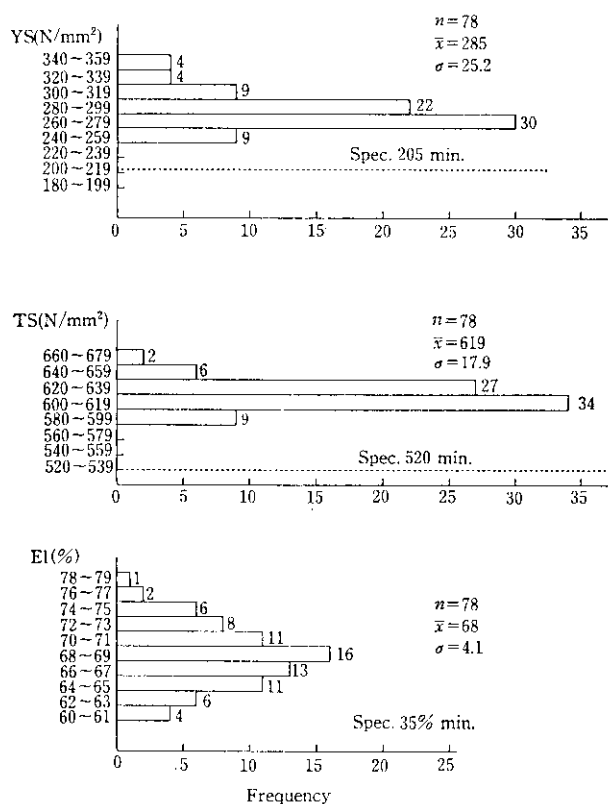 YS(N/mm²)
n=78
x̄=285
σ=25.2
340~359 4
320~339 4
300~319 9
280~299 22
260~279 30
240~259 9
220~239
Spec. 205 min.
200~219
180~199
0 5 10 15 20 25 30 35
TS(N/mm²)
n=78
x̄=619
σ=17.9
660~679 2
640~659 6
620~639 27
600~619 34
580~599 9
560~579
540~559
Spec. 520 min.
520~539
0 5 10 15 20 25 30 35
El(%)
n=78
x̄=68
σ=4.1
78~79 1
76~77 2
74~75 6
72~73 8
70~71 11
68~69 16
66~67 13
64~65 11
62~63 6
60~61 4
Spec. 35% min.
0 .5 10 15 20 25
Frequency